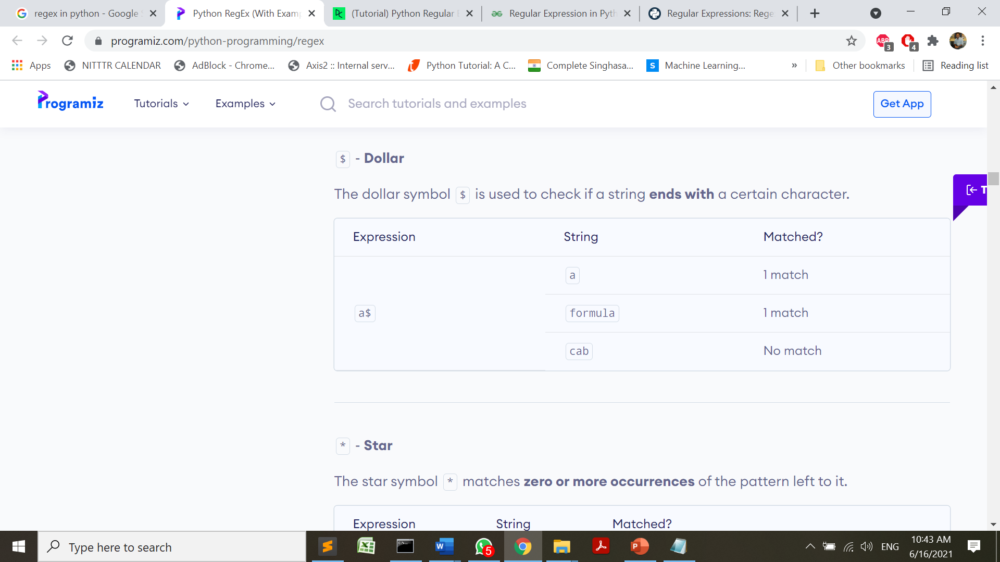 regex in python - Google
Python RegEx (With Exam
(Tutorial) Python Regular
Regular Expression in Pyth
Regular Expressions: Rege
programiz.com/python-programming/regex
ABP
3
4
Apps
NITTTR CALENDAR
AdBlock - Chrome...
Axis2 :: Internal serv...
Python Tutorial: A C...
Complete Singhasa...
S
Machine Learning...
»
Other bookmarks
Reading list
Programiz
Tutorials
Examples
Search tutorials and examples
Get App
$ - Dollar
The dollar symbol $ is used to check if a string ends with a certain character.
Expression String Matched?
a 1 match
a$ formula 1 match
cab No match
* - Star
The star symbol * matches zero or more occurrences of the pattern left to it.
Expression String Matched?
Type here to search
5
ENG
10:43 AM
6/16/2021